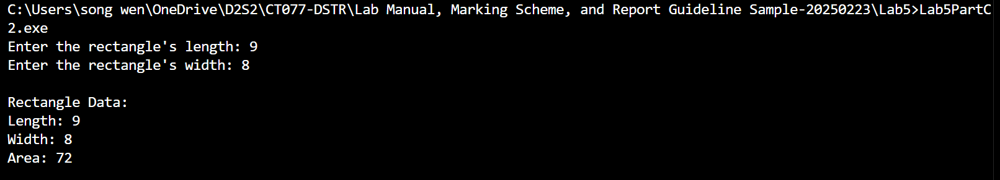 C:\Users\song wen\OneDrive\D2S2\CT077-DSTR\Lab Manual, Marking Scheme, and Report Guideline Sample-20250223\Lab5>Lab5PartC
2.exe
Enter the rectangle's length: 9
Enter the rectangle's width: 8
Rectangle Data:
Length: 9
Width: 8
Area: 72